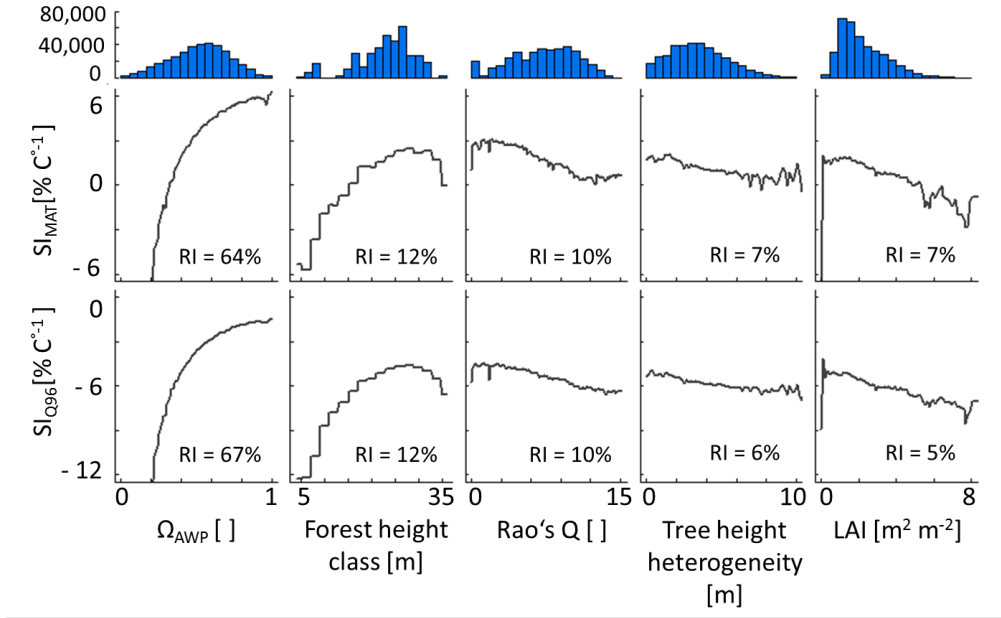 80,000
40,000
0
6
0
- 6
SI_MAT [% C°⁻¹]
RI = 64%
RI = 12%
RI = 10%
RI = 7%
RI = 7%
0
- 6
- 12
SI_Q96 [% C°⁻¹]
RI = 67%
RI = 12%
RI = 10%
RI = 6%
RI = 5%
0 1 5 35 0 15 0 10 0 8
Ω_AWP [ ]
Forest height
class [m]
Rao‘s Q [ ]
Tree height
heterogeneity
[m]
LAI [m² m⁻²]